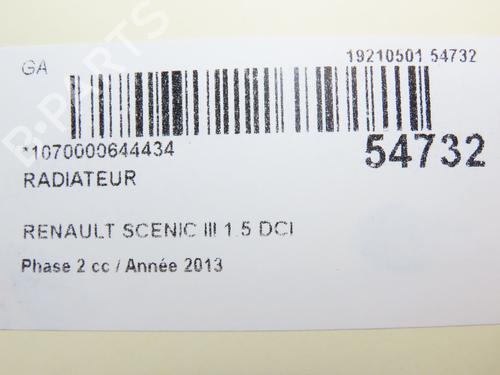 GA
19210501 54732
*1070000644434
54732
RADIATEUR
RENAULT SCENIC III 1.5 DCI
Phase 2 cc / Année 2013
B-PARTS